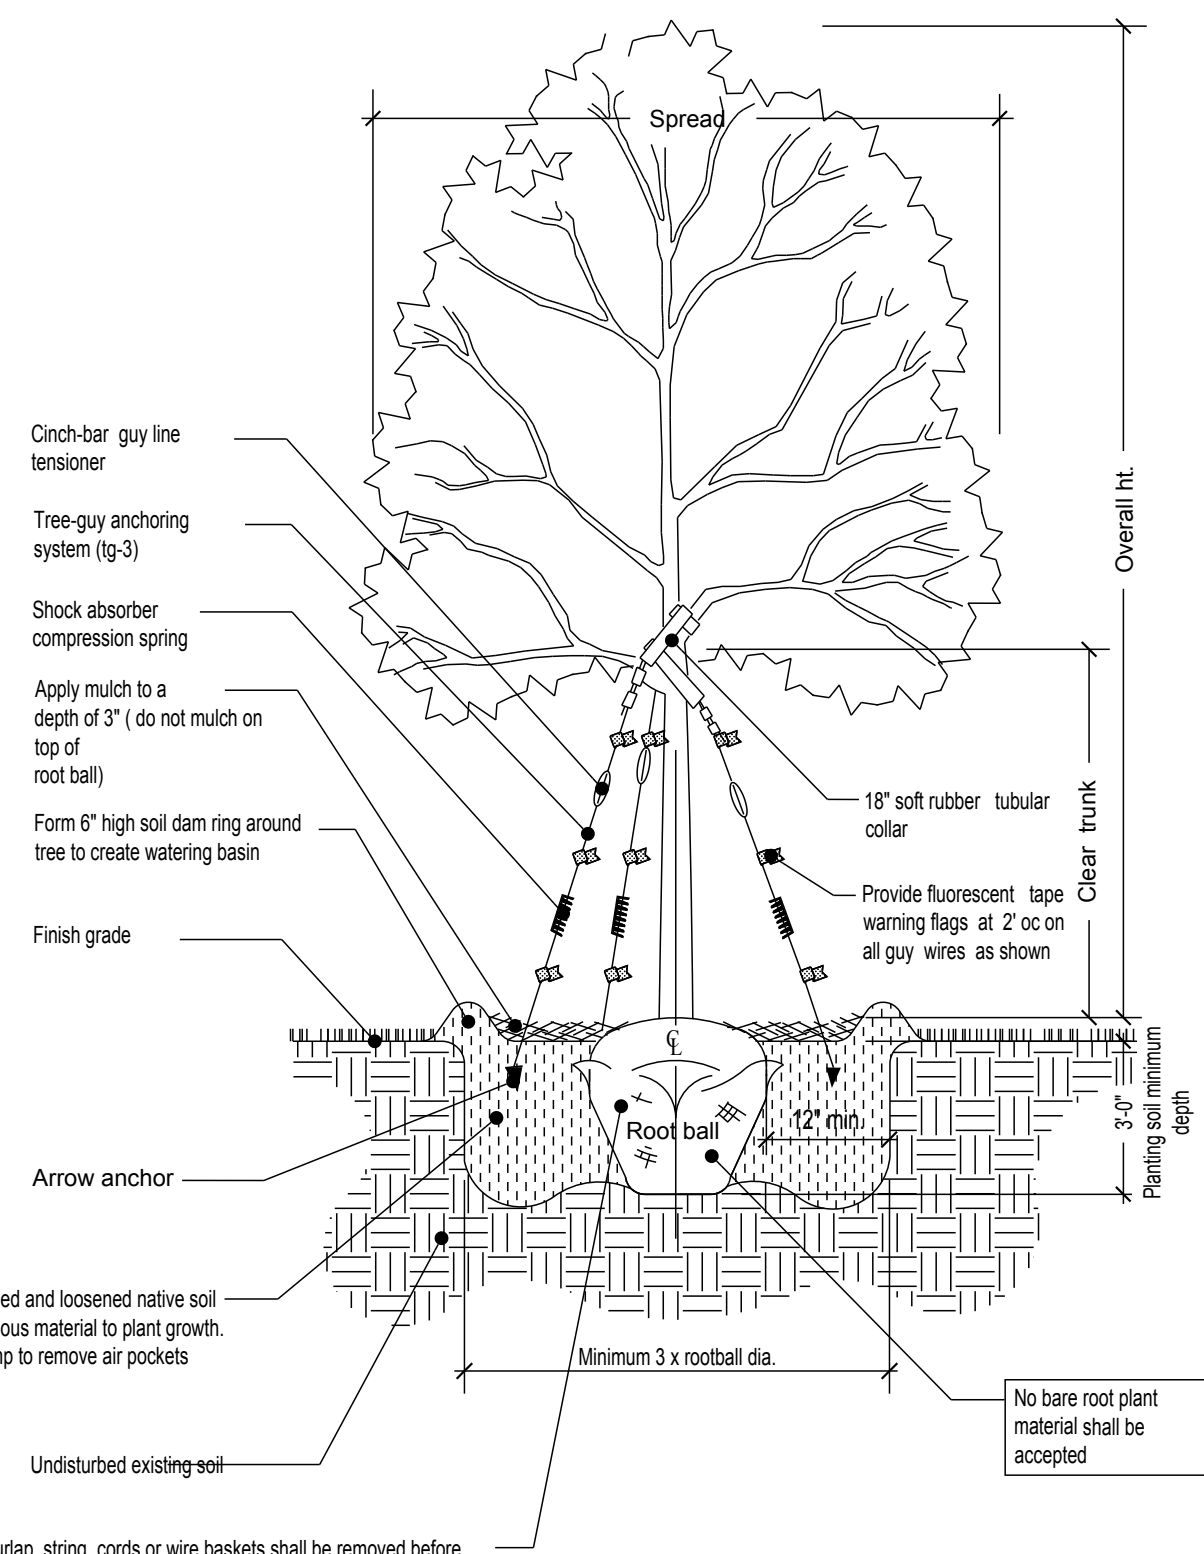 Spread
Overall ht.
Cinch-bar guy line
tensioner
Tree-guy anchoring
system (tg-3)
Shock absorber
compression spring
Apply mulch to a
depth of 3" ( do not mulch on
top of
root ball)
Form 6" high soil dam ring around
tree to create watering basin
Finish grade
18" soft rubber tubular
collar
Provide fluorescent tape
warning flags at 2' oc on
all guy wires as shown
Clear trunk
CL
Root ball
12" min.
3'-0"
Planting soil minimum
depth
Arrow anchor
and loosened native soil
material to plant growth.
to remove air pockets
Minimum 3 x rootball dia.
No bare root plant
material shall be
accepted
Undisturbed existing soil
string, cords or wire baskets shall be removed before